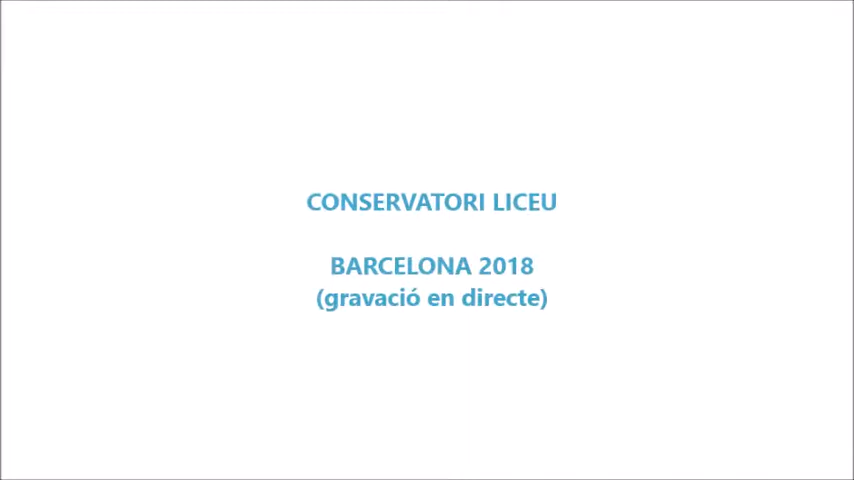 CONSERVATORI LICEU
BARCELONA 2018
(gravació en directe)